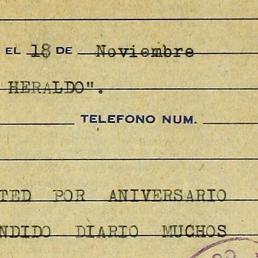 EL 18 DE Noviembre
HERALDO".
TELEFONO NUM.
TED POR ANIVERSARIO
NDIDO DIARIO MUCHOS